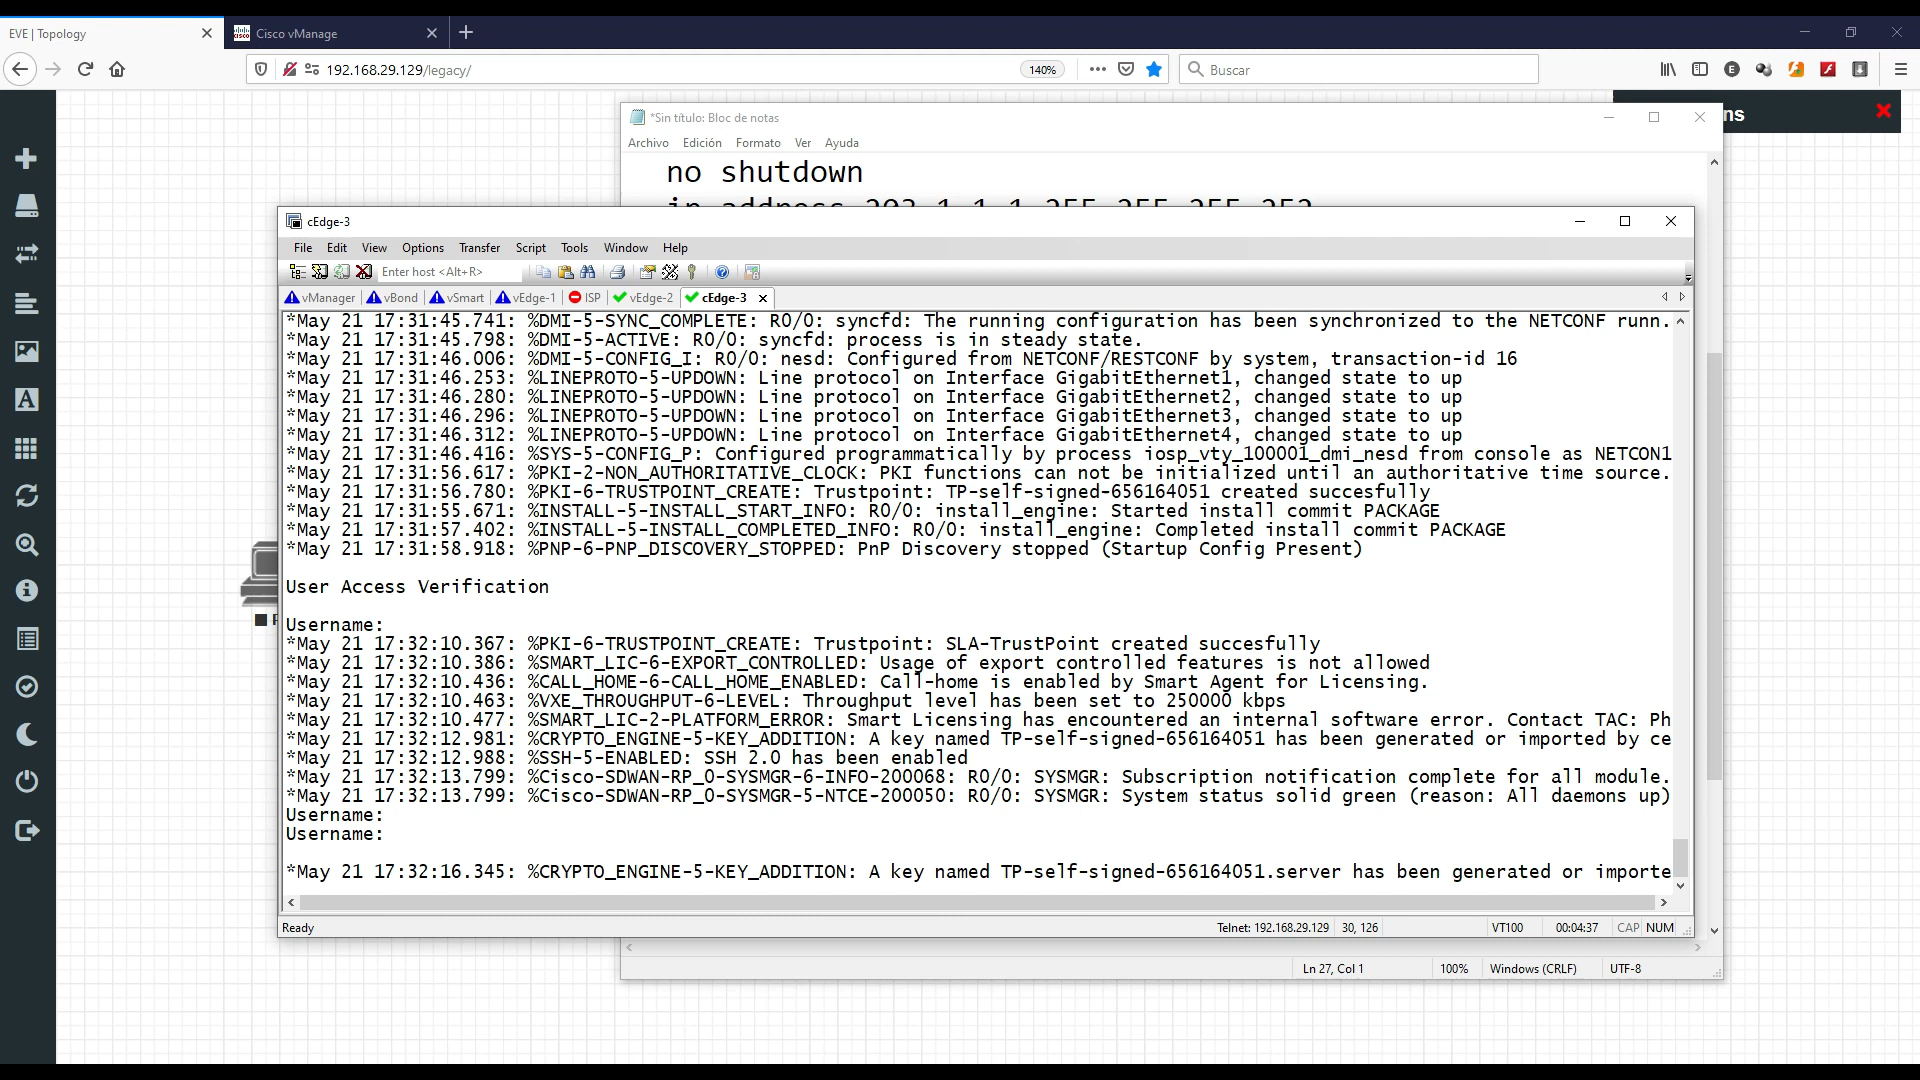 EVE | Topology
Cisco vManage
192.168.29.129/legacy/
140%
Buscar
ns
*Sin título: Bloc de notas
Archivo Edición Formato Ver Ayuda
no shutdown
ip address 203.1.1.1 255.255.255.252
cEdge-3
File Edit View Options Transfer Script Tools Window Help
Enter host <Alt+R>
vManager vBond vSmart vEdge-1 ISP vEdge-2 cEdge-3
*May 21 17:31:45.741: %DMI-5-SYNC_COMPLETE: R0/0: syncfd: The running configuration has been synchronized to the NETCONF runn.
*May 21 17:31:45.798: %DMI-5-ACTIVE: R0/0: syncfd: process is in steady state.
*May 21 17:31:46.006: %DMI-5-CONFIG_I: R0/0: nesd: Configured from NETCONF/RESTCONF by system, transaction-id 16
*May 21 17:31:46.253: %LINEPROTO-5-UPDOWN: Line protocol on Interface GigabitEthernet1, changed state to up
*May 21 17:31:46.280: %LINEPROTO-5-UPDOWN: Line protocol on Interface GigabitEthernet2, changed state to up
*May 21 17:31:46.296: %LINEPROTO-5-UPDOWN: Line protocol on Interface GigabitEthernet3, changed state to up
*May 21 17:31:46.312: %LINEPROTO-5-UPDOWN: Line protocol on Interface GigabitEthernet4, changed state to up
*May 21 17:31:46.416: %SYS-5-CONFIG_P: Configured programmatically by process iosp_vty_100001_dmi_nesd from console as NETCON1
*May 21 17:31:56.617: %PKI-2-NON_AUTHORITATIVE_CLOCK: PKI functions can not be initialized until an authoritative time source.
*May 21 17:31:56.780: %PKI-6-TRUSTPOINT_CREATE: Trustpoint: TP-self-signed-656164051 created succesfully
*May 21 17:31:55.671: %INSTALL-5-INSTALL_START_INFO: R0/0: install_engine: Started install commit PACKAGE
*May 21 17:31:57.402: %INSTALL-5-INSTALL_COMPLETED_INFO: R0/0: install_engine: Completed install commit PACKAGE
*May 21 17:31:58.918: %PNP-6-PNP_DISCOVERY_STOPPED: PnP Discovery stopped (Startup Config Present)
User Access Verification
Username:
*May 21 17:32:10.367: %PKI-6-TRUSTPOINT_CREATE: Trustpoint: SLA-TrustPoint created succesfully
*May 21 17:32:10.386: %SMART_LIC-6-EXPORT_CONTROLLED: Usage of export controlled features is not allowed
*May 21 17:32:10.436: %CALL_HOME-6-CALL_HOME_ENABLED: Call-home is enabled by Smart Agent for Licensing.
*May 21 17:32:10.463: %VXE_THROUGHPUT-6-LEVEL: Throughput level has been set to 250000 kbps
*May 21 17:32:10.477: %SMART_LIC-2-PLATFORM_ERROR: Smart Licensing has encountered an internal software error. Contact TAC: Ph
*May 21 17:32:12.981: %CRYPTO_ENGINE-5-KEY_ADDITION: A key named TP-self-signed-656164051 has been generated or imported by ce
*May 21 17:32:12.988: %SSH-5-ENABLED: SSH 2.0 has been enabled
*May 21 17:32:13.799: %Cisco-SDWAN-RP_0-SYSMGR-6-INFO-200068: R0/0: SYSMGR: Subscription notification complete for all module.
*May 21 17:32:13.799: %Cisco-SDWAN-RP_0-SYSMGR-5-NTCE-200050: R0/0: SYSMGR: System status solid green (reason: All daemons up)
Username:
Username:
*May 21 17:32:16.345: %CRYPTO_ENGINE-5-KEY_ADDITION: A key named TP-self-signed-656164051.server has been generated or importe
Ready
Telnet: 192.168.29.129 30, 126 VT100 00:04:37 CAP NUM
Ln 27, Col 1 100% Windows (CRLF) UTF-8